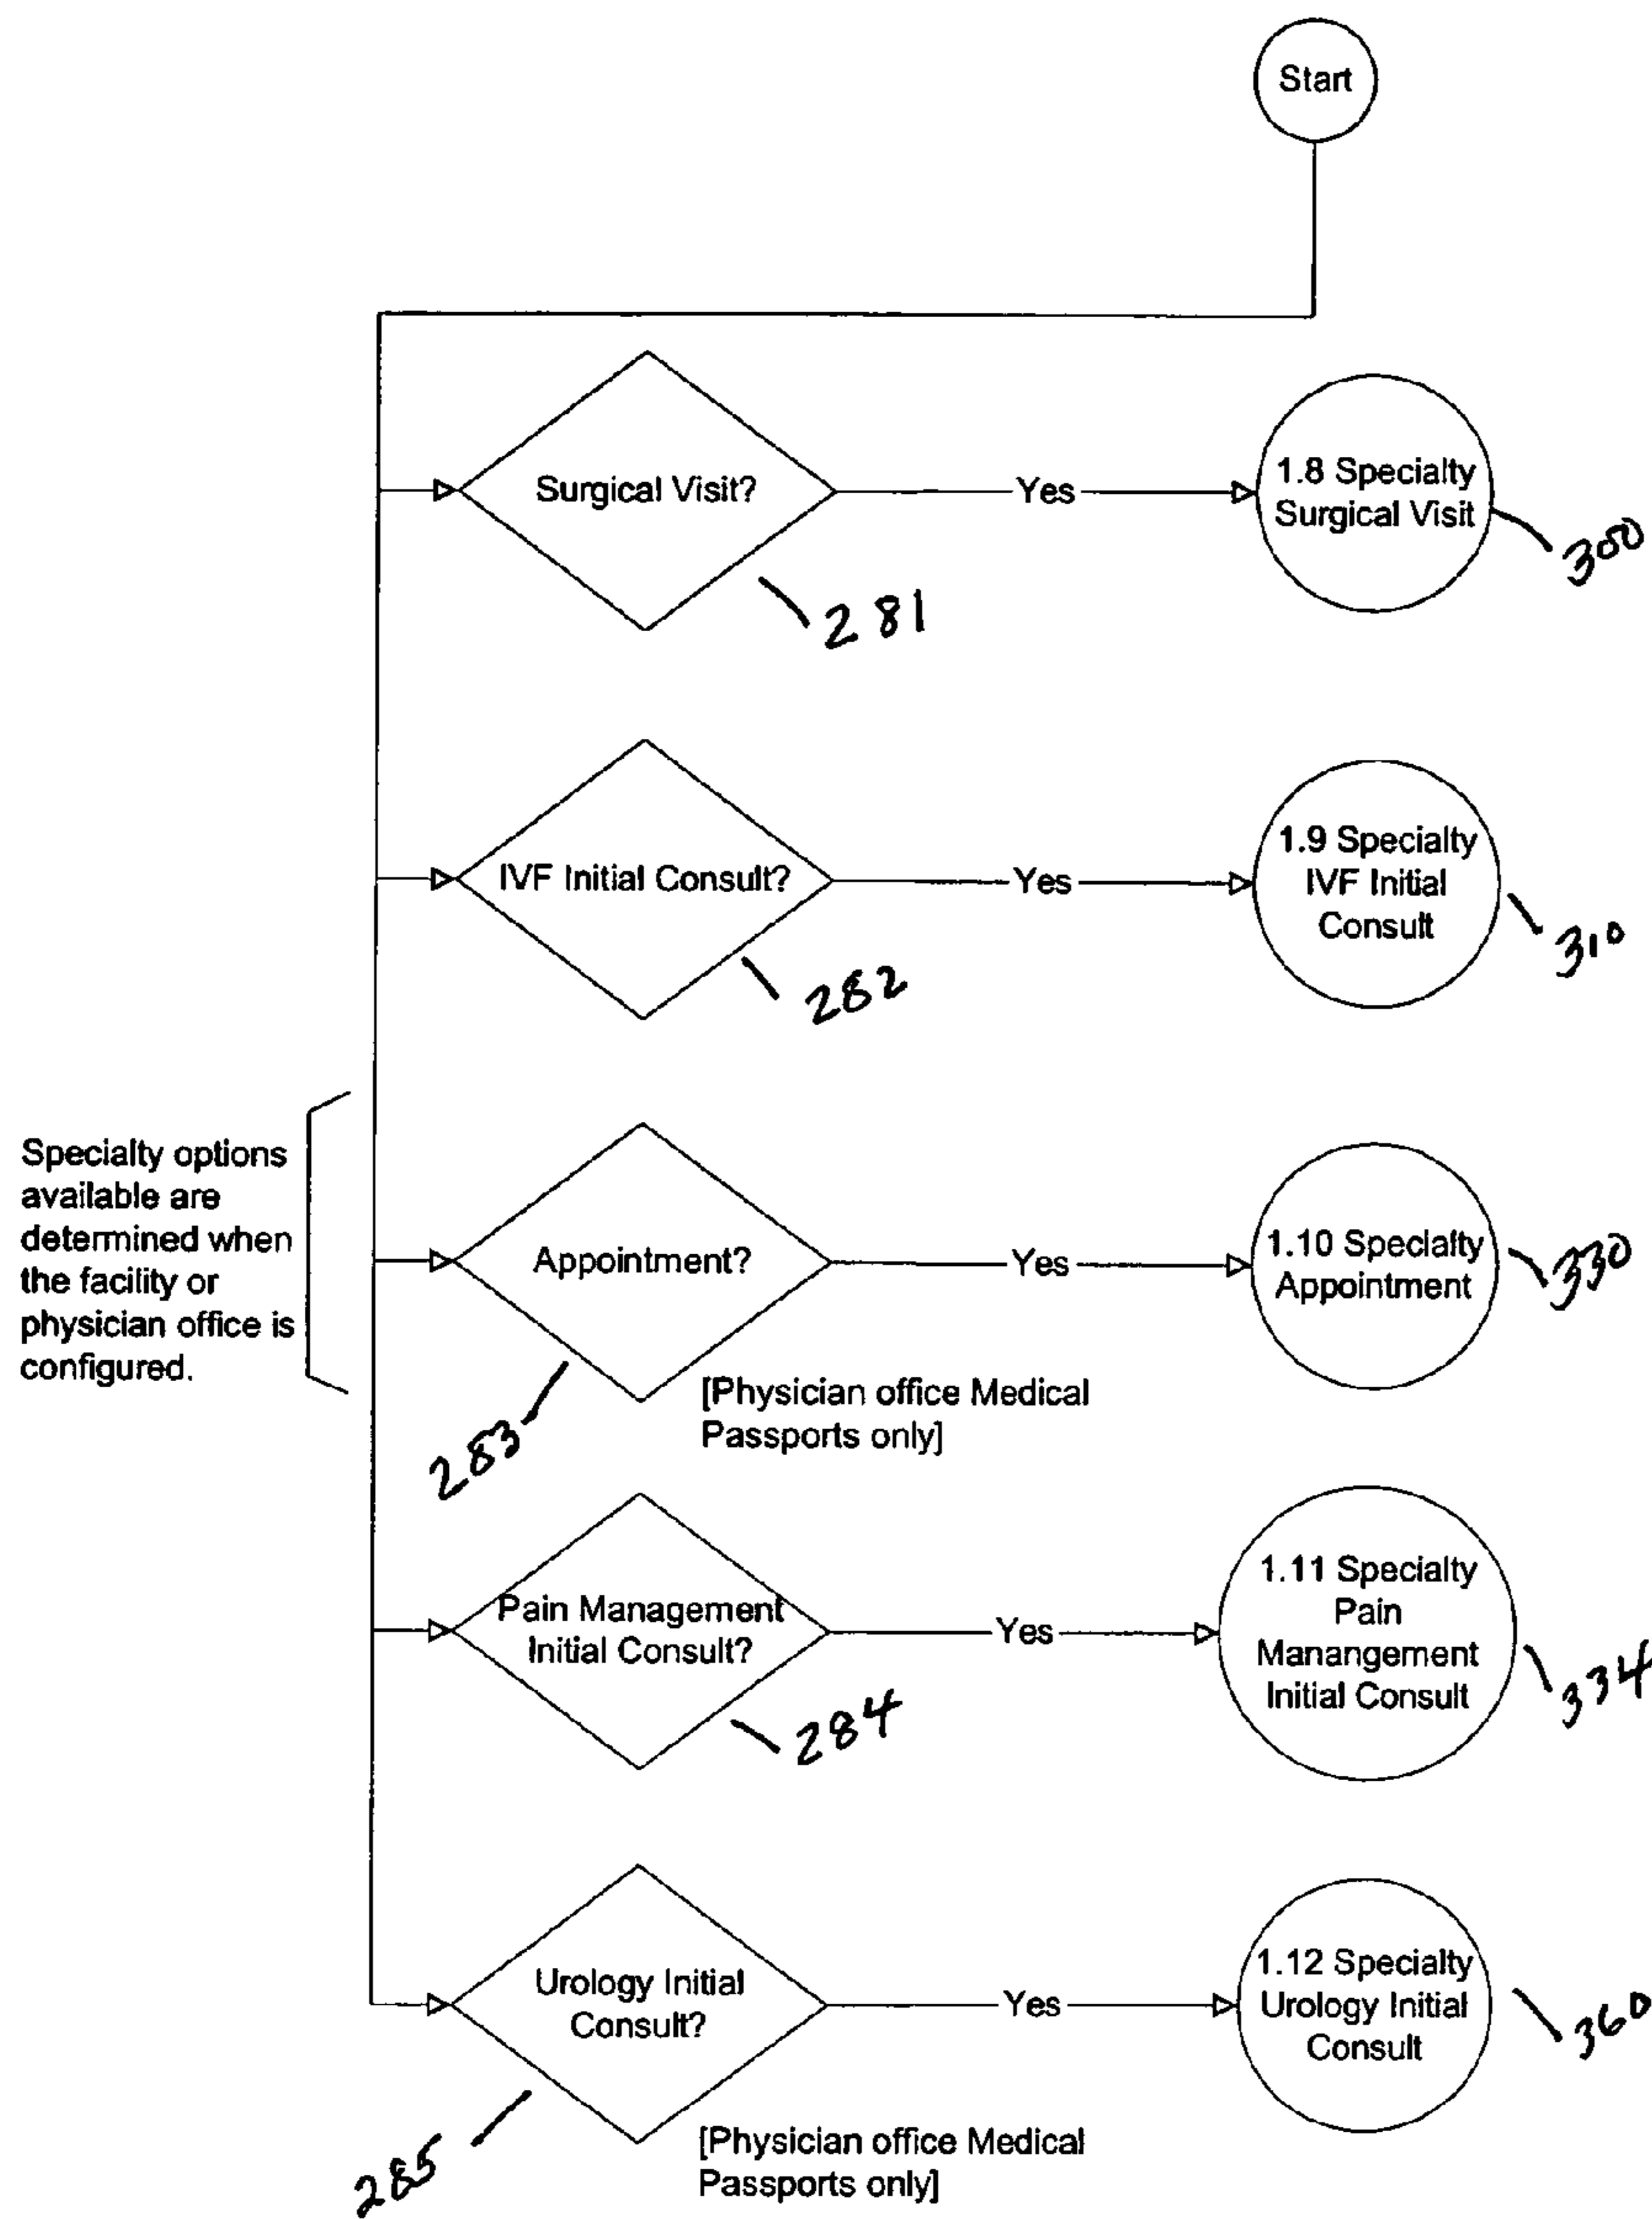 Start
Surgical Visit?
Yes
1.8 Specialty
Surgical Visit
300
281
IVF Initial Consult?
Yes
1.9 Specialty
IVF Initial
Consult
310
282
Specialty options
available are
determined when
the facility or
physician office is
configured.
Appointment?
Yes
1.10 Specialty
Appointment
330
283
[Physician office Medical
Passports only]
Pain Management
Initial Consult?
Yes
1.11 Specialty
Pain
Manangement
Initial Consult
334
284
Urology Initial
Consult?
Yes
1.12 Specialty
Urology Initial
Consult
360
285
[Physician office Medical
Passports only]